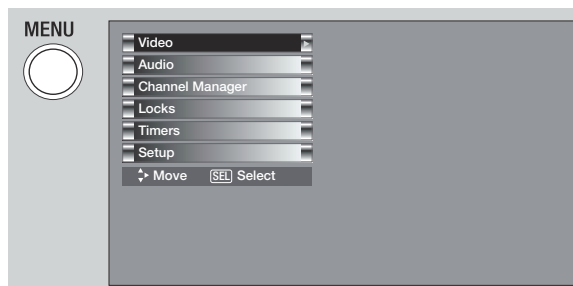 MENU
Video
Audio
Channel Manager
Locks
Timers
Setup
Move SEL Select